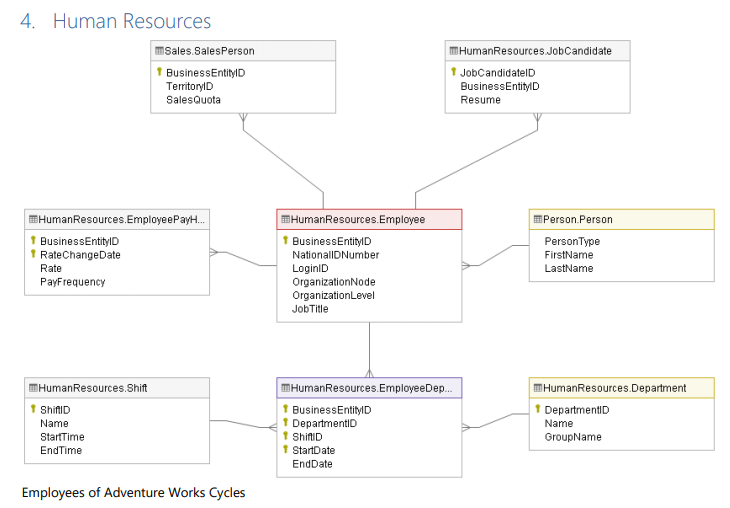 4. Human Resources
Sales.SalesPerson
BusinessEntityID
TerritoryID
SalesQuota
HumanResources.JobCandidate
JobCandidateID
BusinessEntityID
Resume
HumanResources.EmployeePayH...
BusinessEntityID
RateChangeDate
Rate
PayFrequency
HumanResources.Employee
BusinessEntityID
NationalIDNumber
LoginID
OrganizationNode
OrganizationLevel
JobTitle
Person.Person
PersonType
FirstName
LastName
HumanResources.Shift
ShiftID
Name
StartTime
EndTime
HumanResources.EmployeeDep...
BusinessEntityID
DepartmentID
ShiftID
StartDate
EndDate
HumanResources.Department
DepartmentID
Name
GroupName
Employees of Adventure Works Cycles